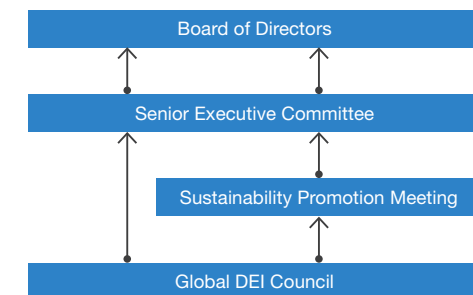 Board of Directors
Senior Executive Committee
Sustainability Promotion Meeting
Global DEI Council